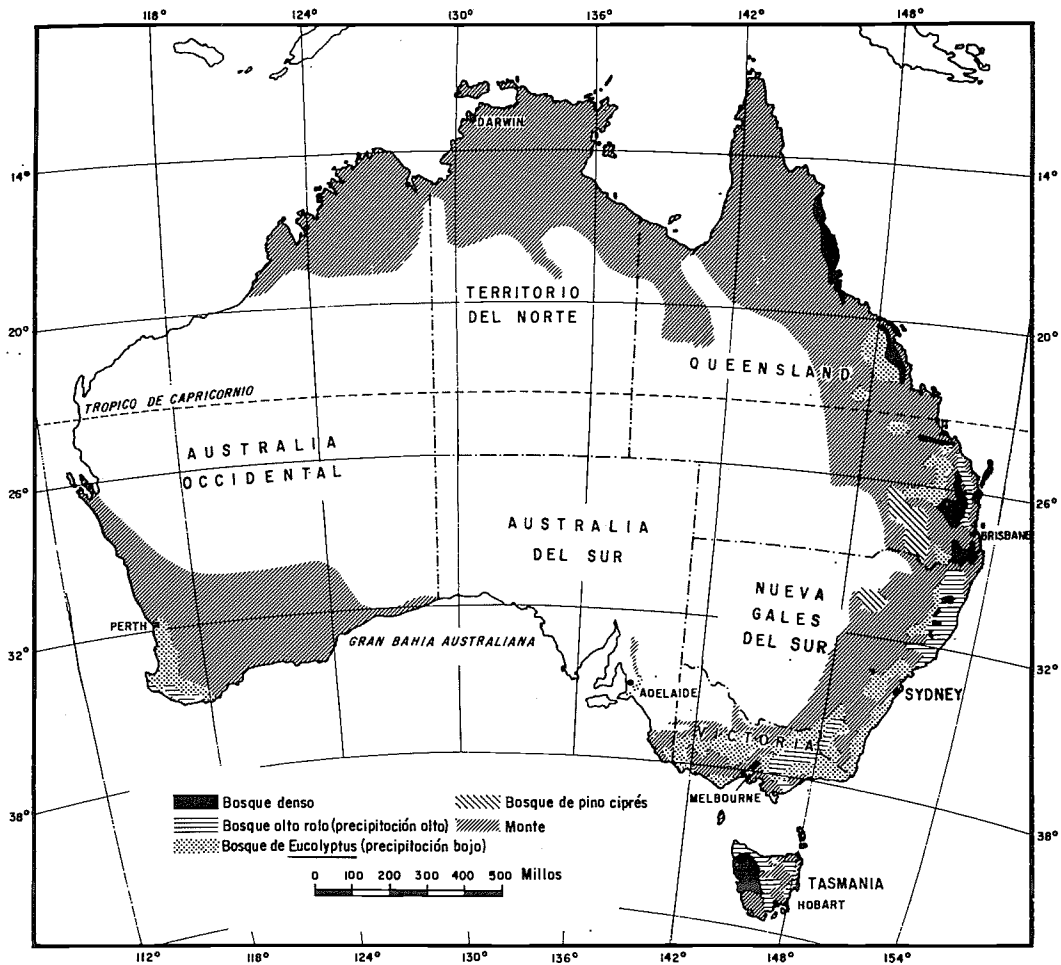 118° 124° 130° 136° 142° 148°
DARWIN
14° 14°
TERRITORIO
DEL NORTE
20° 20°
QUEENSLAND
TROPICO DE CAPRICORNIO
AUSTRALIA
OCCIDENTAL
26° 26°
AUSTRALIA
DEL SUR
BRISBANE
NUEVA
GALES
DEL SUR
PERTH
GRAN BAHIA AUSTRALIANA
32° 32°
ADELAIDE
SYDNEY
VICTORIA
MELBOURNE
Bosque denso
Bosque de pino ciprés
Bosque alto ralo (precipitación alto)
Monte
Bosque de Eucalyptus (precipitación bajo)
38° 38°
0 100 200 300 400 500 Millas
TASMANIA
HOBART
112° 118° 124° 130° 136° 142° 148° 154°